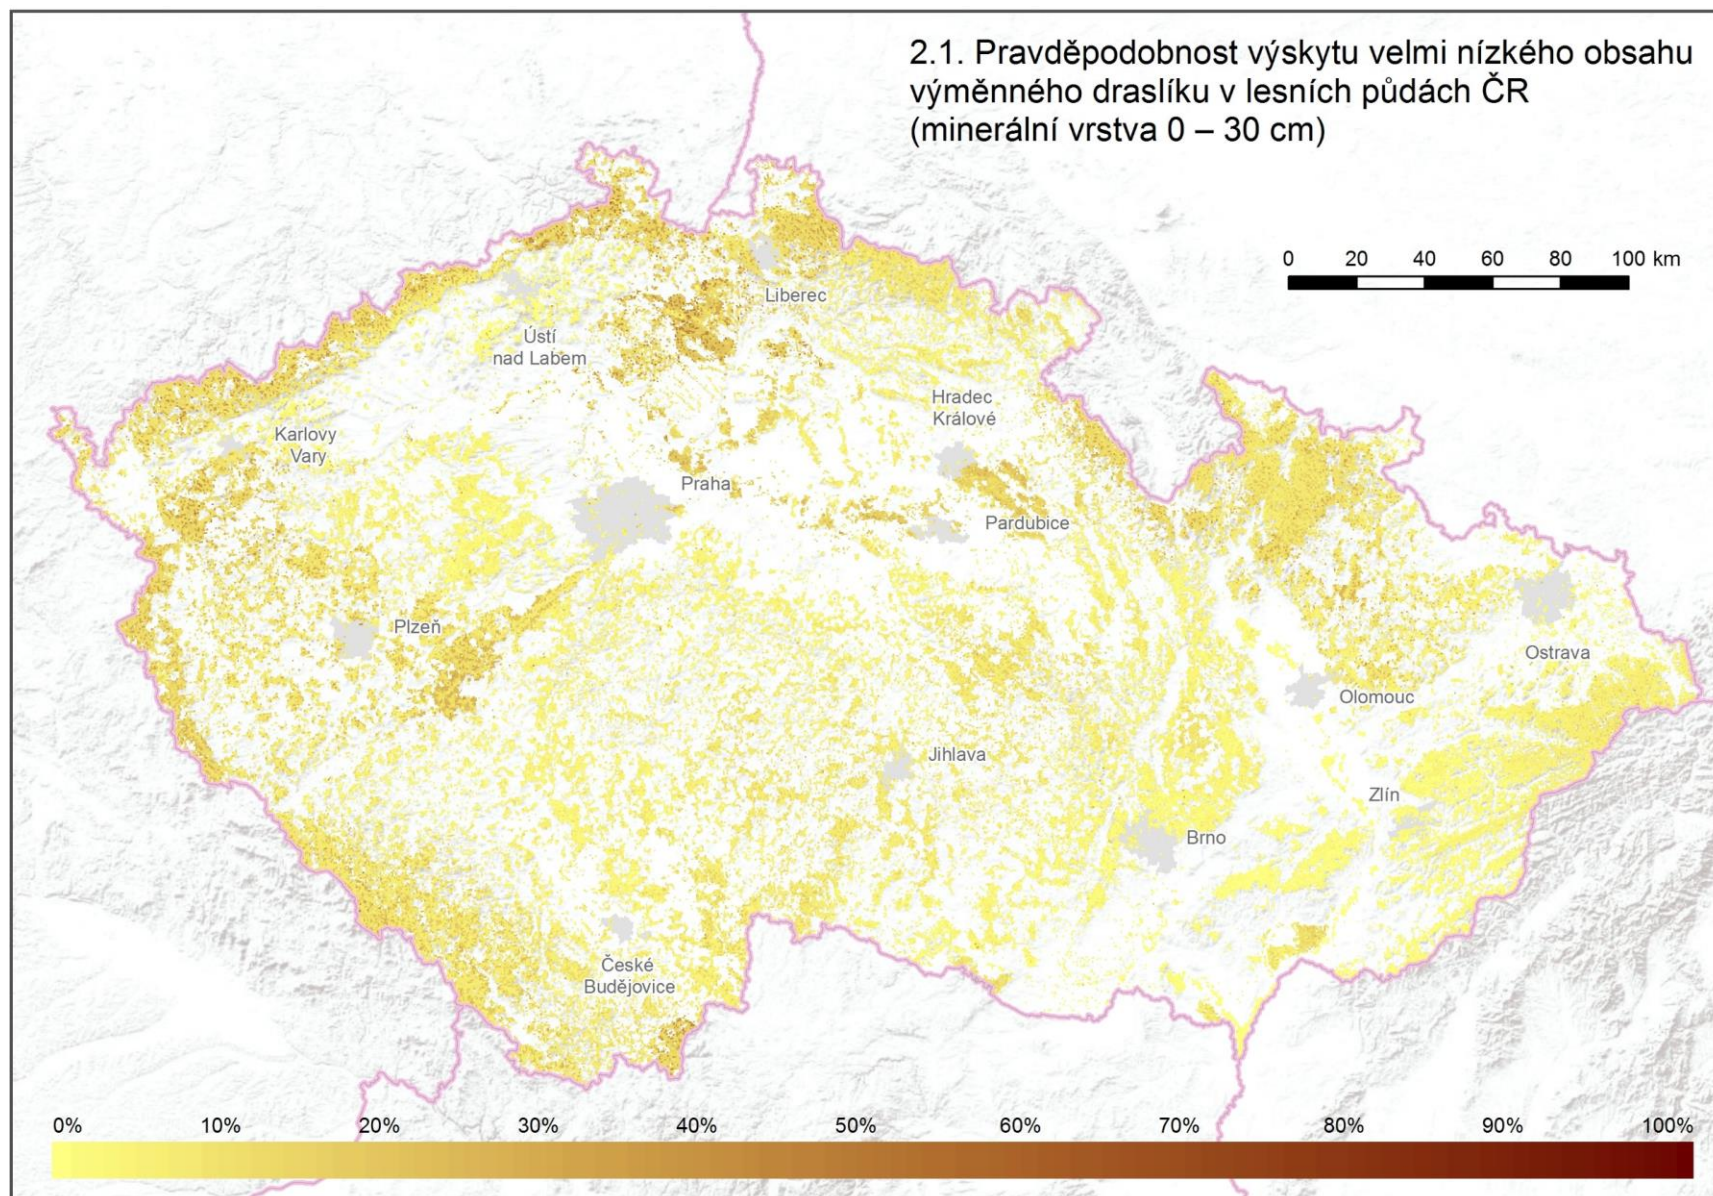 2.1. Pravděpodobnost výskytu velmi nízkého obsahu
výměnného draslíku v lesních půdách ČR
(minerální vrstva 0 – 30 cm)
0 20 40 60 80 100 km
Liberec
Ústí
nad Labem
Hradec
Králové
Karlovy
Vary
Praha
Pardubice
Plzeň
Ostrava
Olomouc
Jihlava
Zlín
Brno
České
Budějovice
0% 10% 20% 30% 40% 50% 60% 70% 80% 90% 100%